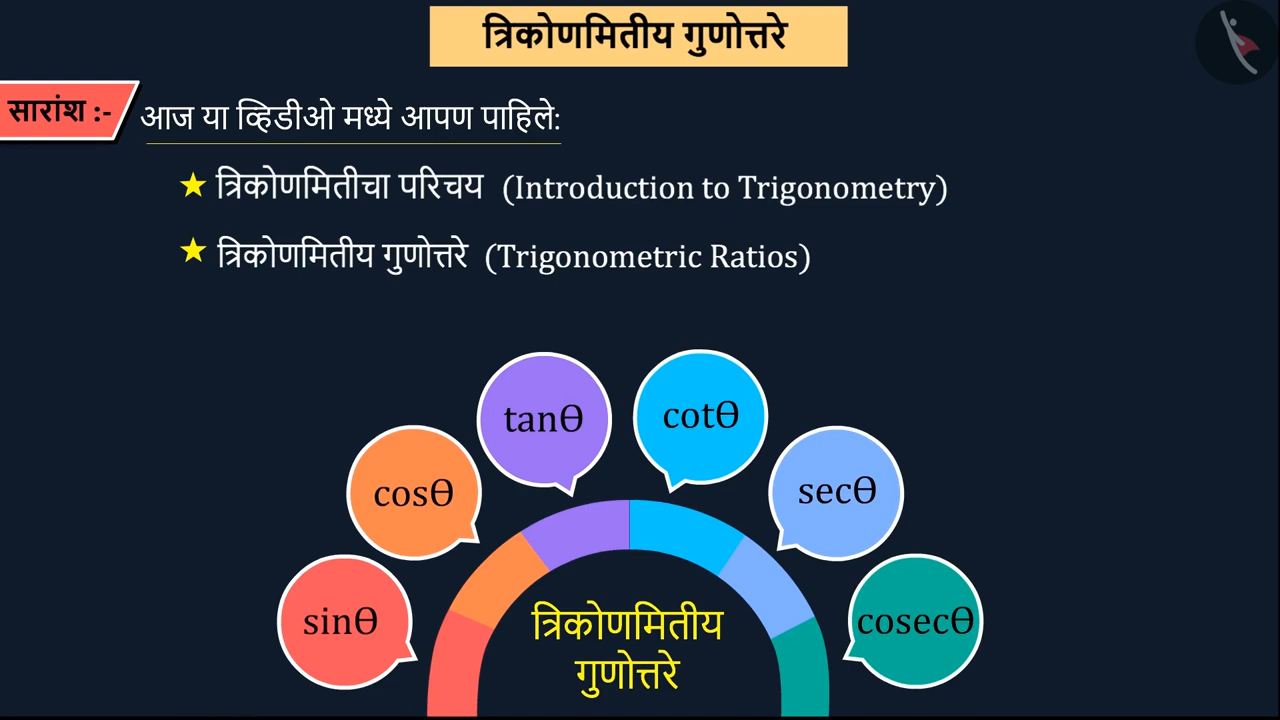 त्रिकोणमितीय गुणोत्तरे
सारांश :- आज या व्हिडीओ मध्ये आपण पाहिले:
त्रिकोणमितीचा परिचय (Introduction to Trigonometry)
त्रिकोणमितीय गुणोत्तरे (Trigonometric Ratios)
tanθ
cotθ
cosθ
secθ
sinθ
cosecθ
त्रिकोणमितीय
गुणोत्तरे